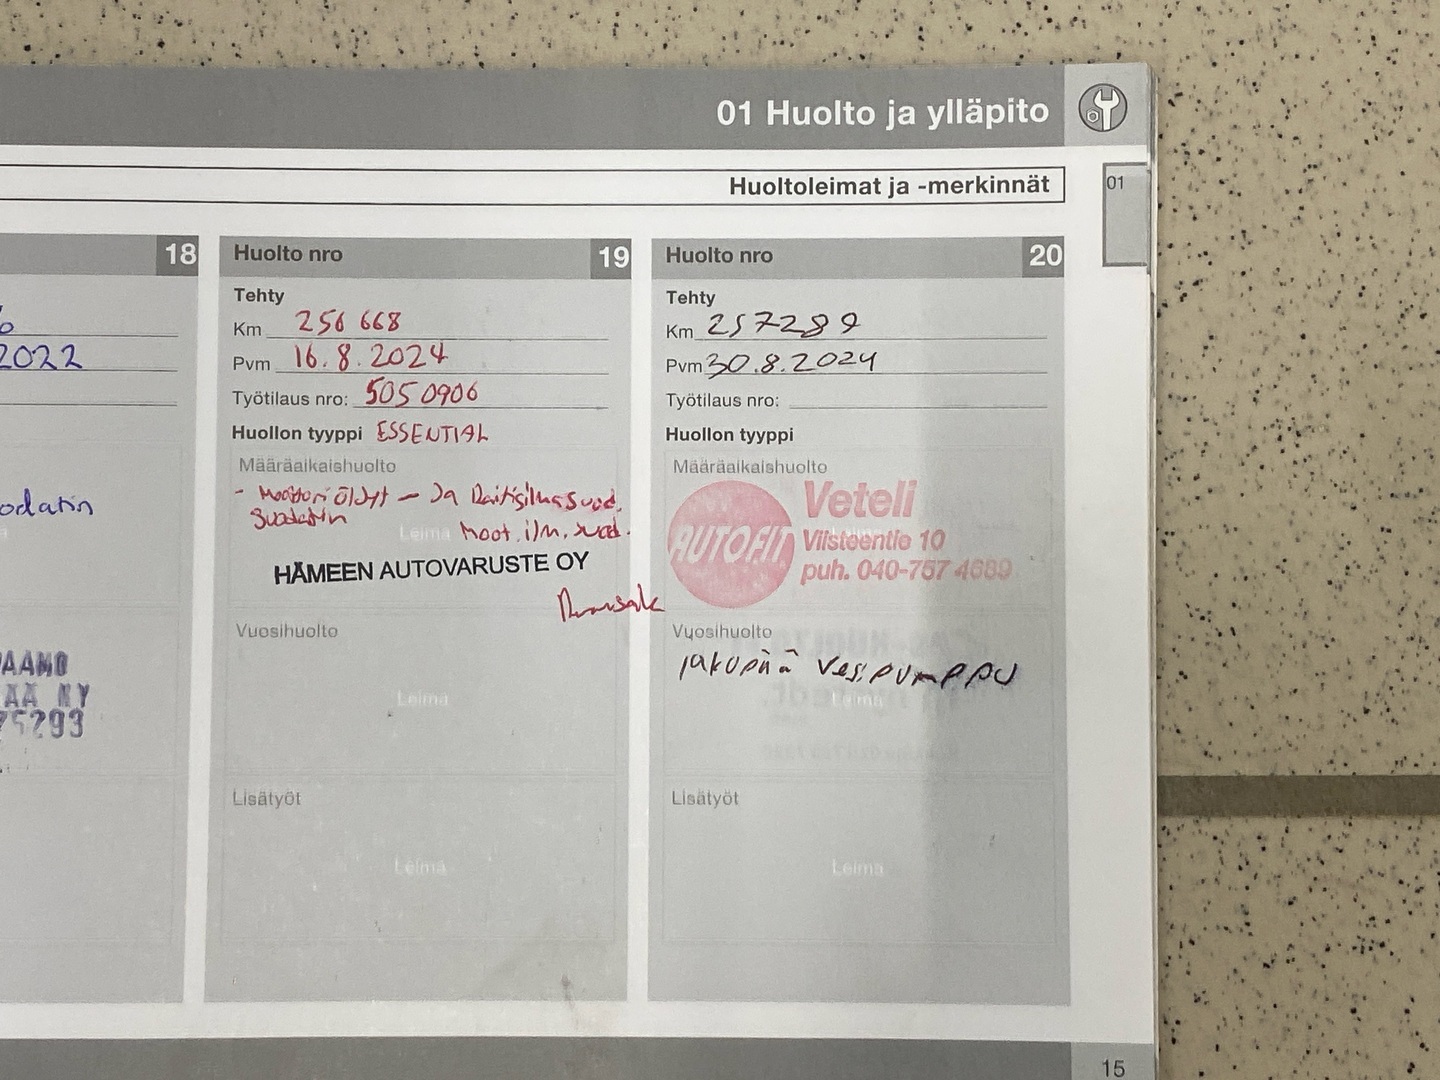 01 Huolto ja ylläpito
Huoltoleimat ja -merkinnät
01
18
2022
odatin
AAMO
AA KY
75293
Huolto nro 19
Tehty
Km 256 668
Pvm 16.8.2024
Työtilaus nro: 5050906
Huollon tyyppi ESSENTIAL
Määräaikaishuolto
- Moottori öljyt - Ja Raitisilmasuod.
Suodatin
Leima Moot.ilm.suod.
HÄMEEN AUTOVARUSTE OY
Vuosihuolto
Leima
Lisätyöt
Leima
Huolto nro 20
Tehty
Km 257289
Pvm 30.8.2024
Työtilaus nro:
Huollon tyyppi
Määräaikaishuolto
AUTOFIT
Veteli
Viisteentie 10
puh. 040-757 4689
Vuosihuolto
jakopää vesipumppu
Leima
Lisätyöt
Leima
15